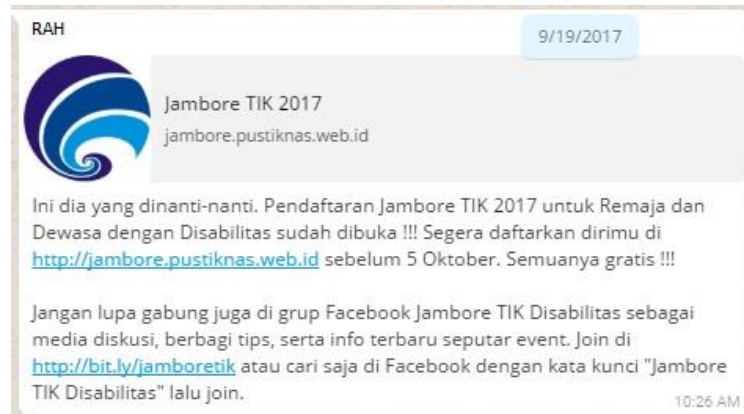 RAH
9/19/2017
Jambore TIK 2017
jambore.pustiknas.web.id
Ini dia yang dinanti-nanti. Pendaftaran Jambore TIK 2017 untuk Remaja dan
Dewasa dengan Disabilitas sudah dibuka !!! Segera daftarkan dirimu di
http://jambore.pustiknas.web.id sebelum 5 Oktober. Semuanya gratis !!!
Jangan lupa gabung juga di grup Facebook Jambore TIK Disabilitas sebagai
media diskusi, berbagi tips, serta info terbaru seputar event. Join di
http://bit.ly/jamboretik atau cari saja di Facebook dengan kata kunci "Jambore
TIK Disabilitas" lalu join.
10:26 AM